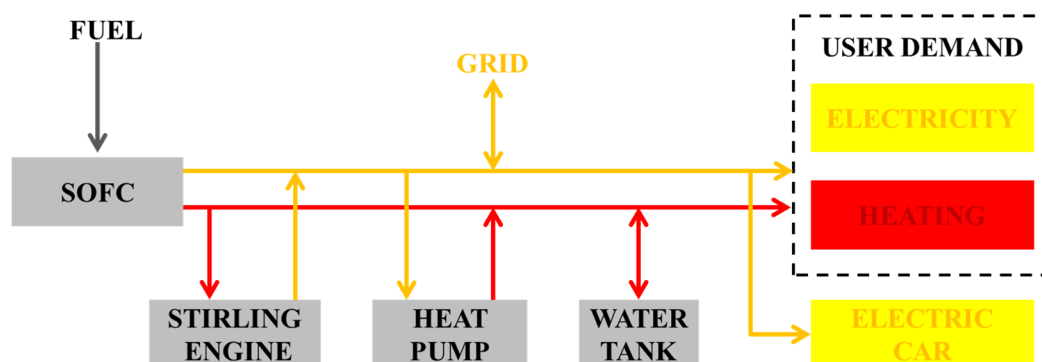 FUEL
GRID
USER DEMAND
ELECTRICITY
SOFC
HEATING
STIRLING
ENGINE
HEAT
PUMP
WATER
TANK
ELECTRIC
CAR